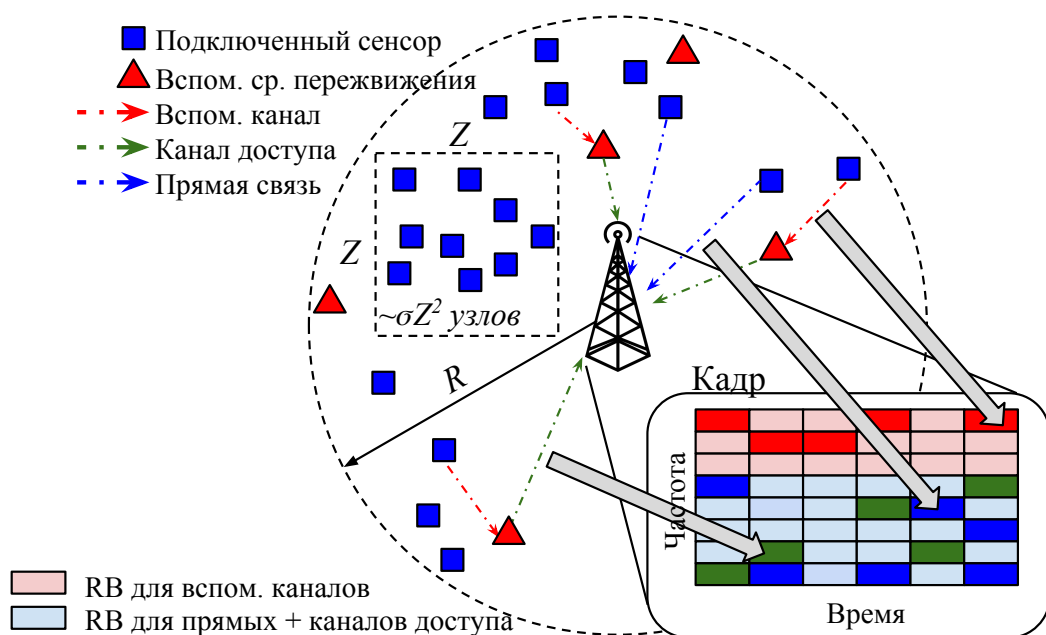 Подключенный сенсор
Вспом. ср. пережвижения
Вспом. канал
Канал доступа
Прямая связь
Z
Z
~σZ² узлов
R
Кадр
Частота
Время
RB для вспом. каналов
RB для прямых + каналов доступа